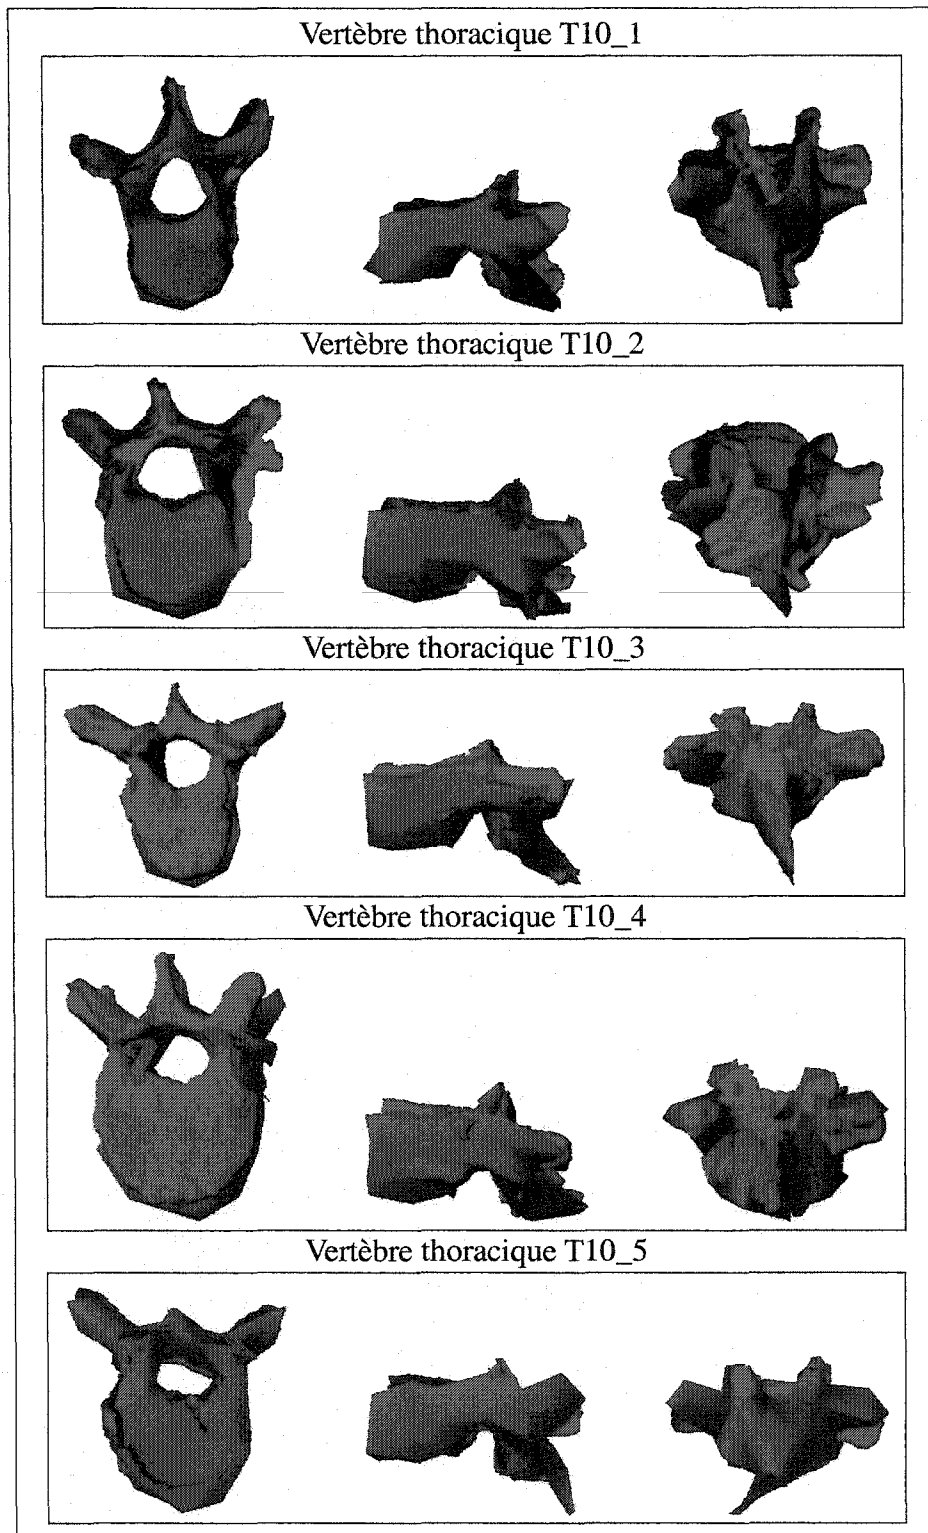 Vertèbre thoracique T10_1
Vertèbre thoracique T10_2
Vertèbre thoracique T10_3
Vertèbre thoracique T10_4
Vertèbre thoracique T10_5